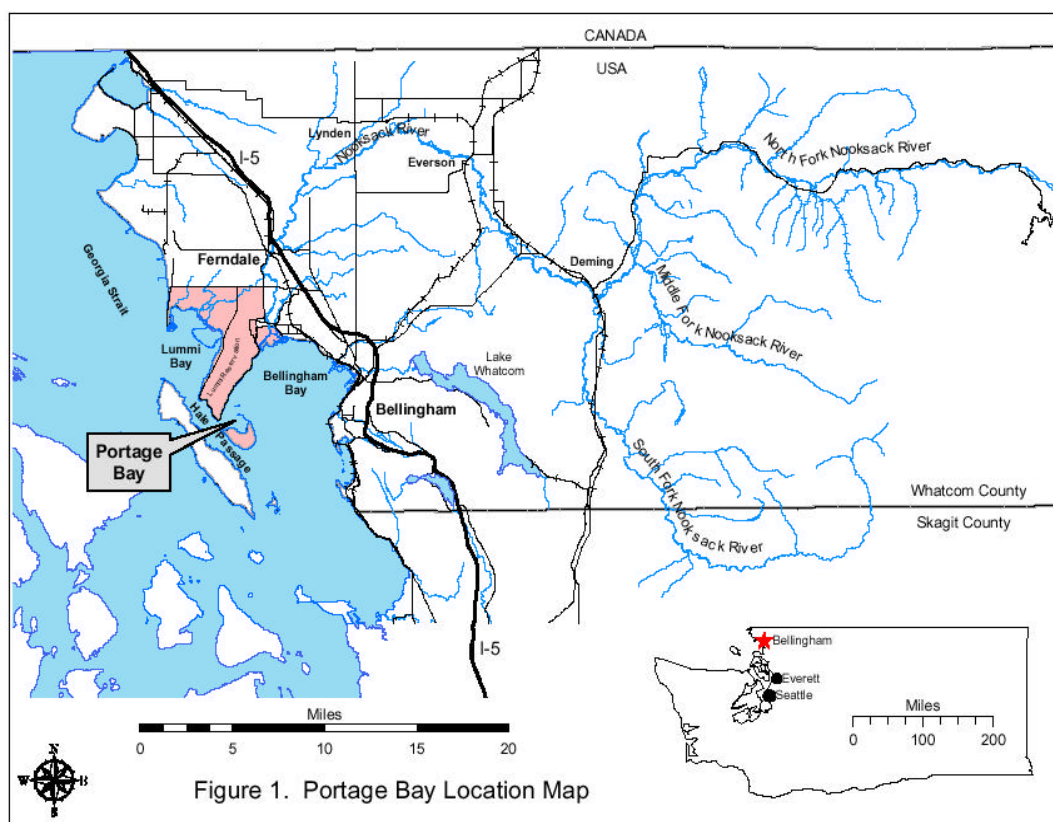 CANADA
USA
Lynden
Nooksack River
Everson
North Fork Nooksack River
I-5
Georgia Strait
Ferndale
Deming
Middle Fork Nooksack River
Lummi Reservation
Lummi
Bay
Bellingham
Bay
Lake
Whatcom
Hale Passage
Bellingham
Portage
Bay
South Fork Nooksack River
Whatcom County
Skagit County
I-5
Bellingham
Everett
Seattle
Miles
0 5 10 15 20
Miles
0 100 200
N
W
S
Figure 1. Portage Bay Location Map